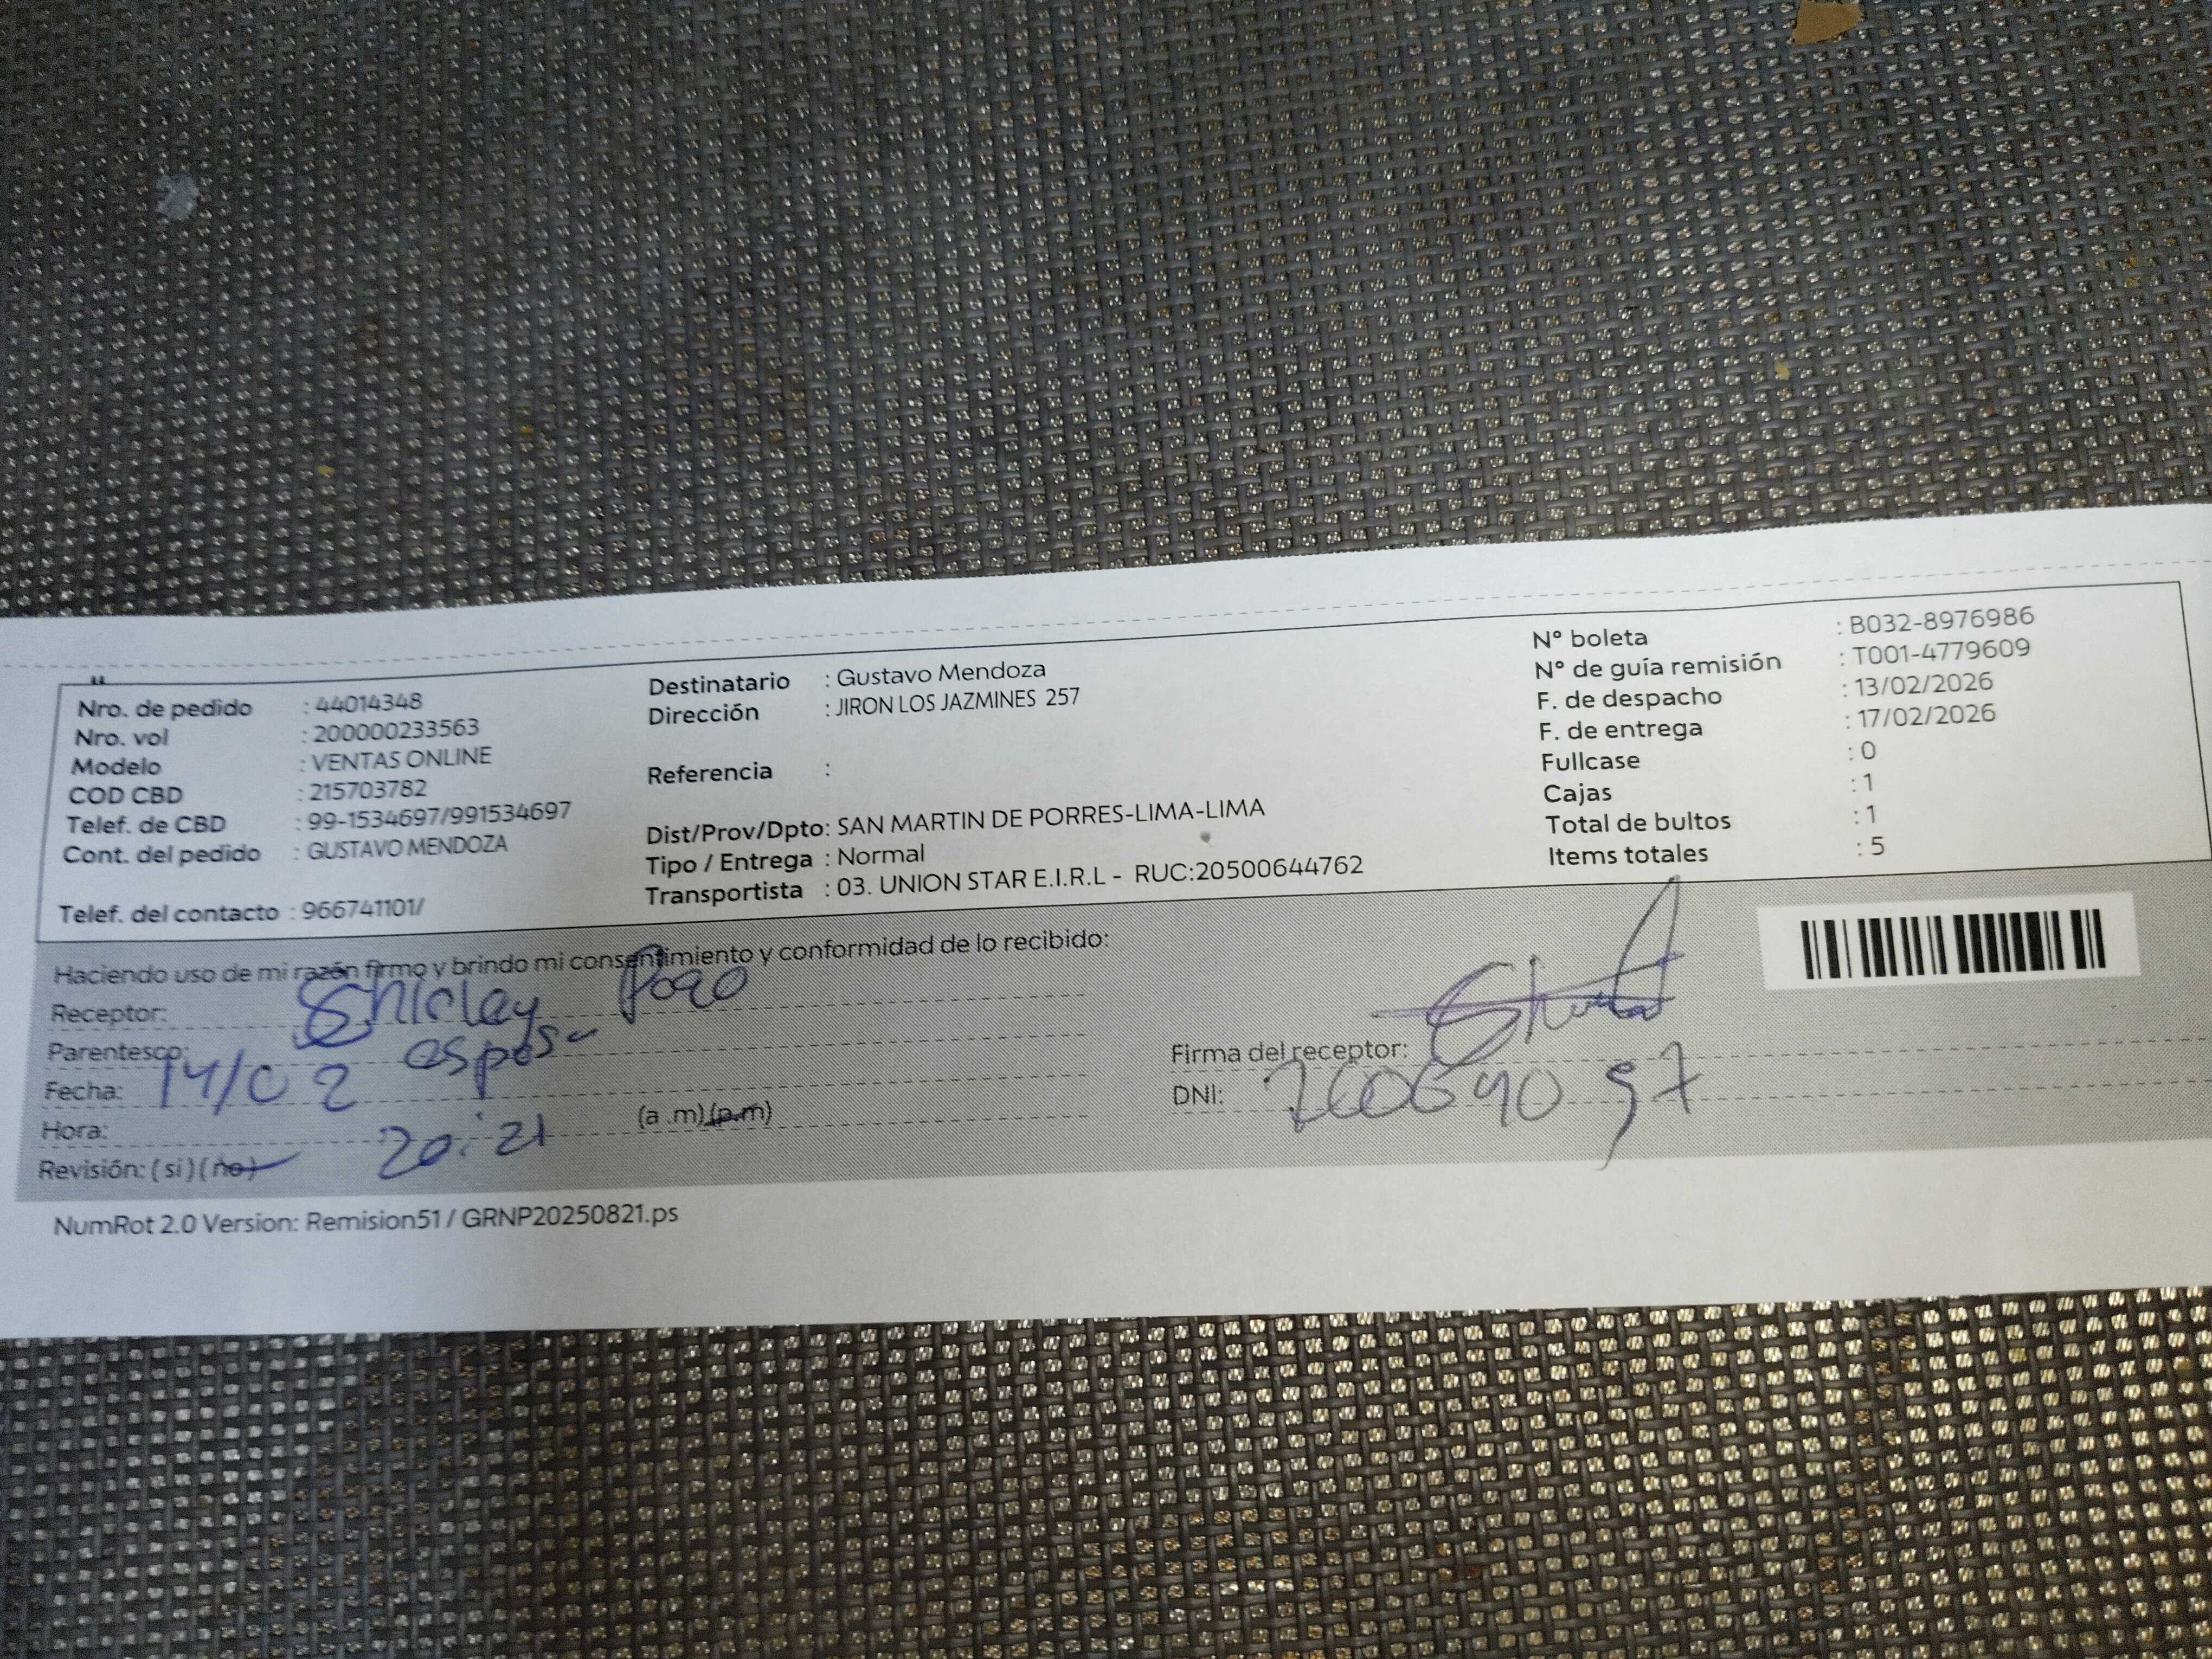 Nro. de pedido : 44014348
Nro. vol : 200000233563
Modelo : VENTAS ONLINE
COD CBD : 215703782
Telef. de CBD : 99-1534697/991534697
Cont. del pedido : GUSTAVO MENDOZA
Telef. del contacto : 966741101/
Destinatario : Gustavo Mendoza
Dirección : JIRON LOS JAZMINES 257
Referencia :
Dist/Prov/Dpto: SAN MARTIN DE PORRES-LIMA-LIMA
Tipo / Entrega : Normal
Transportista : 03. UNION STAR E.I.R.L - RUC:20500644762
N° boleta : B032-8976986
N° de guía remisión : T001-4779609
F. de despacho : 13/02/2026
F. de entrega : 17/02/2026
Fullcase : 0
Cajas : 1
Total de bultos : 1
Items totales : 5
Haciendo uso de mi razón firmo y brindo mi consentimiento y conformidad de lo recibido:
Receptor: Shirley
Parentesco: esposa
Fecha: 14/02
Hora: 20:21 (a .m)(p.m)
Revisión: (si)(no)
Firma del receptor:
DNI:
NumRot 2.0 Version: Remision51 / GRNP20250821.ps